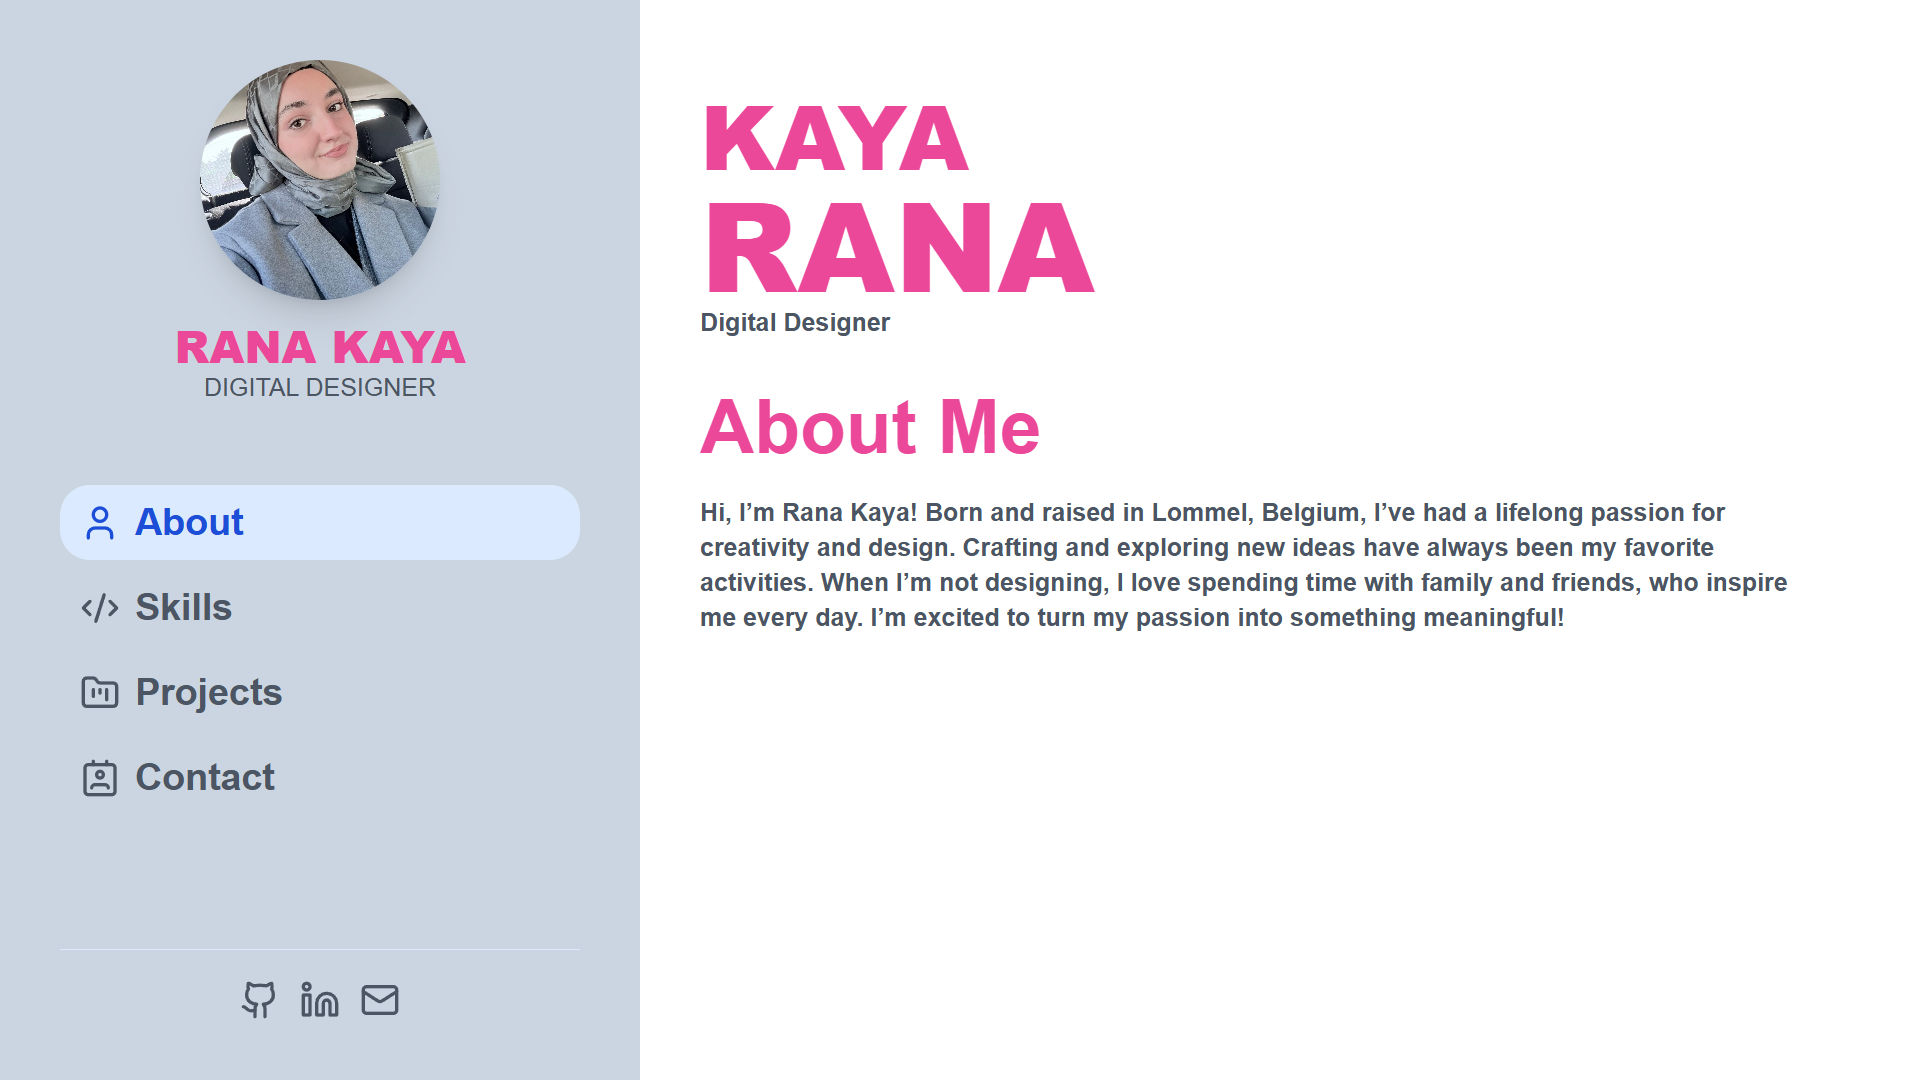 RANA KAYA
DIGITAL DESIGNER
About
Skills
Projects
Contact
KAYA
RANA
Digital Designer
About Me
Hi, I’m Rana Kaya! Born and raised in Lommel, Belgium, I’ve had a lifelong passion for
creativity and design. Crafting and exploring new ideas have always been my favorite
activities. When I’m not designing, I love spending time with family and friends, who inspire
me every day. I’m excited to turn my passion into something meaningful!